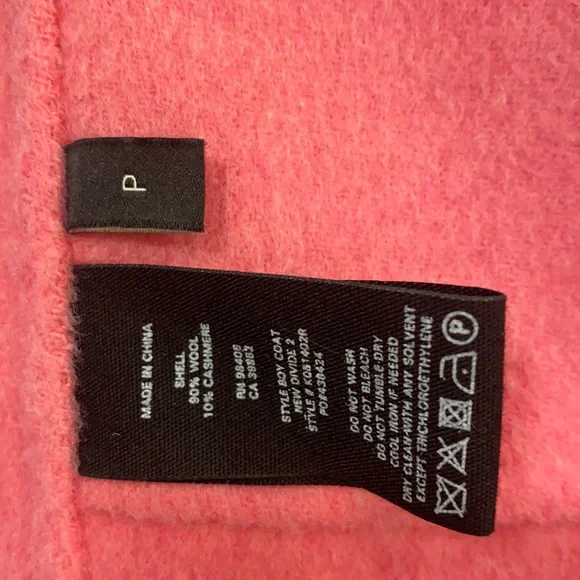 P
MADE IN CHINA
SHELL
90% WOOL
10% CASHMERE
RN 98408
CA 39882
STYLE BOY COAT
NEW DIVIDE 2
STYLE #
PO#430424
DO NOT WASH
DO NOT BLEACH
DO NOT TUMBLE DRY
COOL IRON IF NEEDED
DRY CLEAN-WITH ANY SOLVENT
EXCEPT TRICHLOROETHYLENE
P